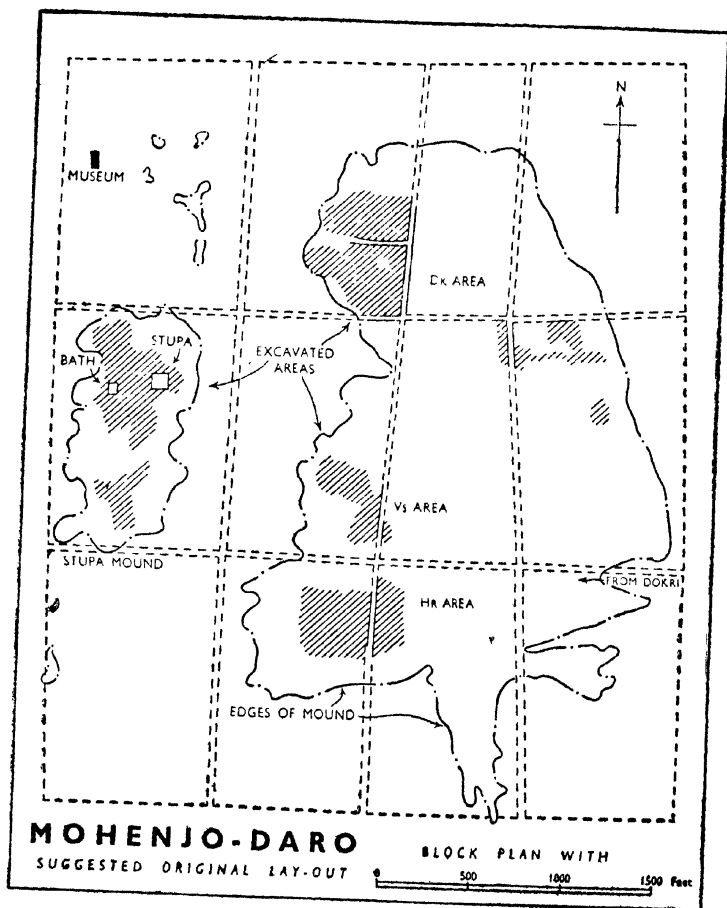 N
MUSEUM
DK AREA
STUPA
BATH
EXCAVATED
AREAS
VS AREA
STUPA MOUND
FROM DOKRI
HR AREA
EDGES OF MOUND
MOHENJO-DARO
BLOCK PLAN WITH
SUGGESTED ORIGINAL LAY-OUT
0 500 1000 1500 Feet